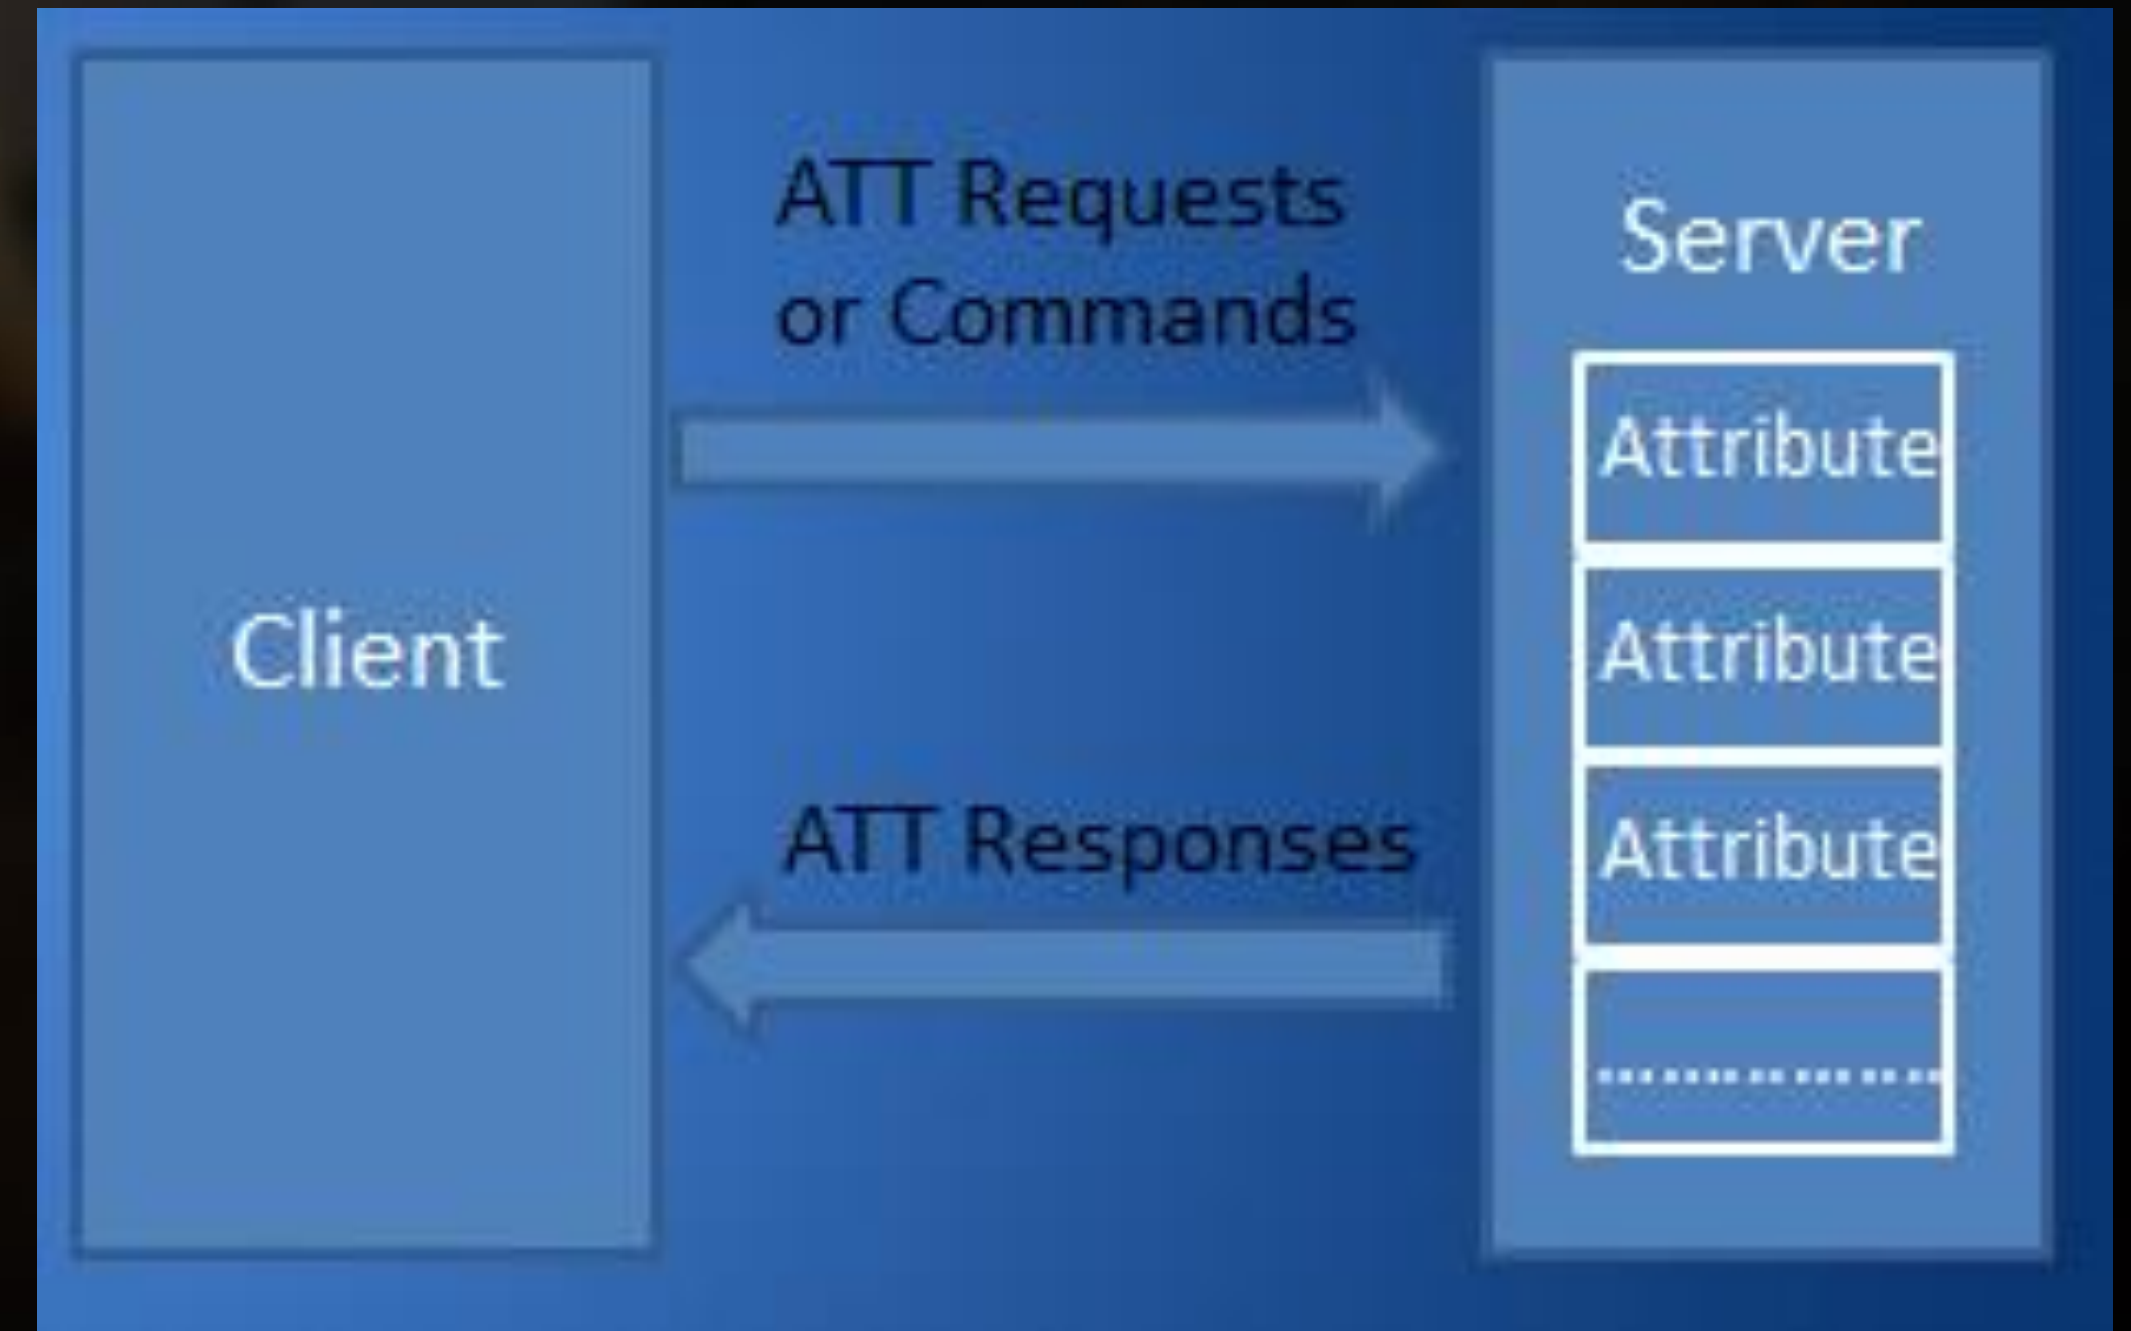 Client
ATT Requests
or Commands
ATT Responses
Server
Attribute
Attribute
Attribute
..................